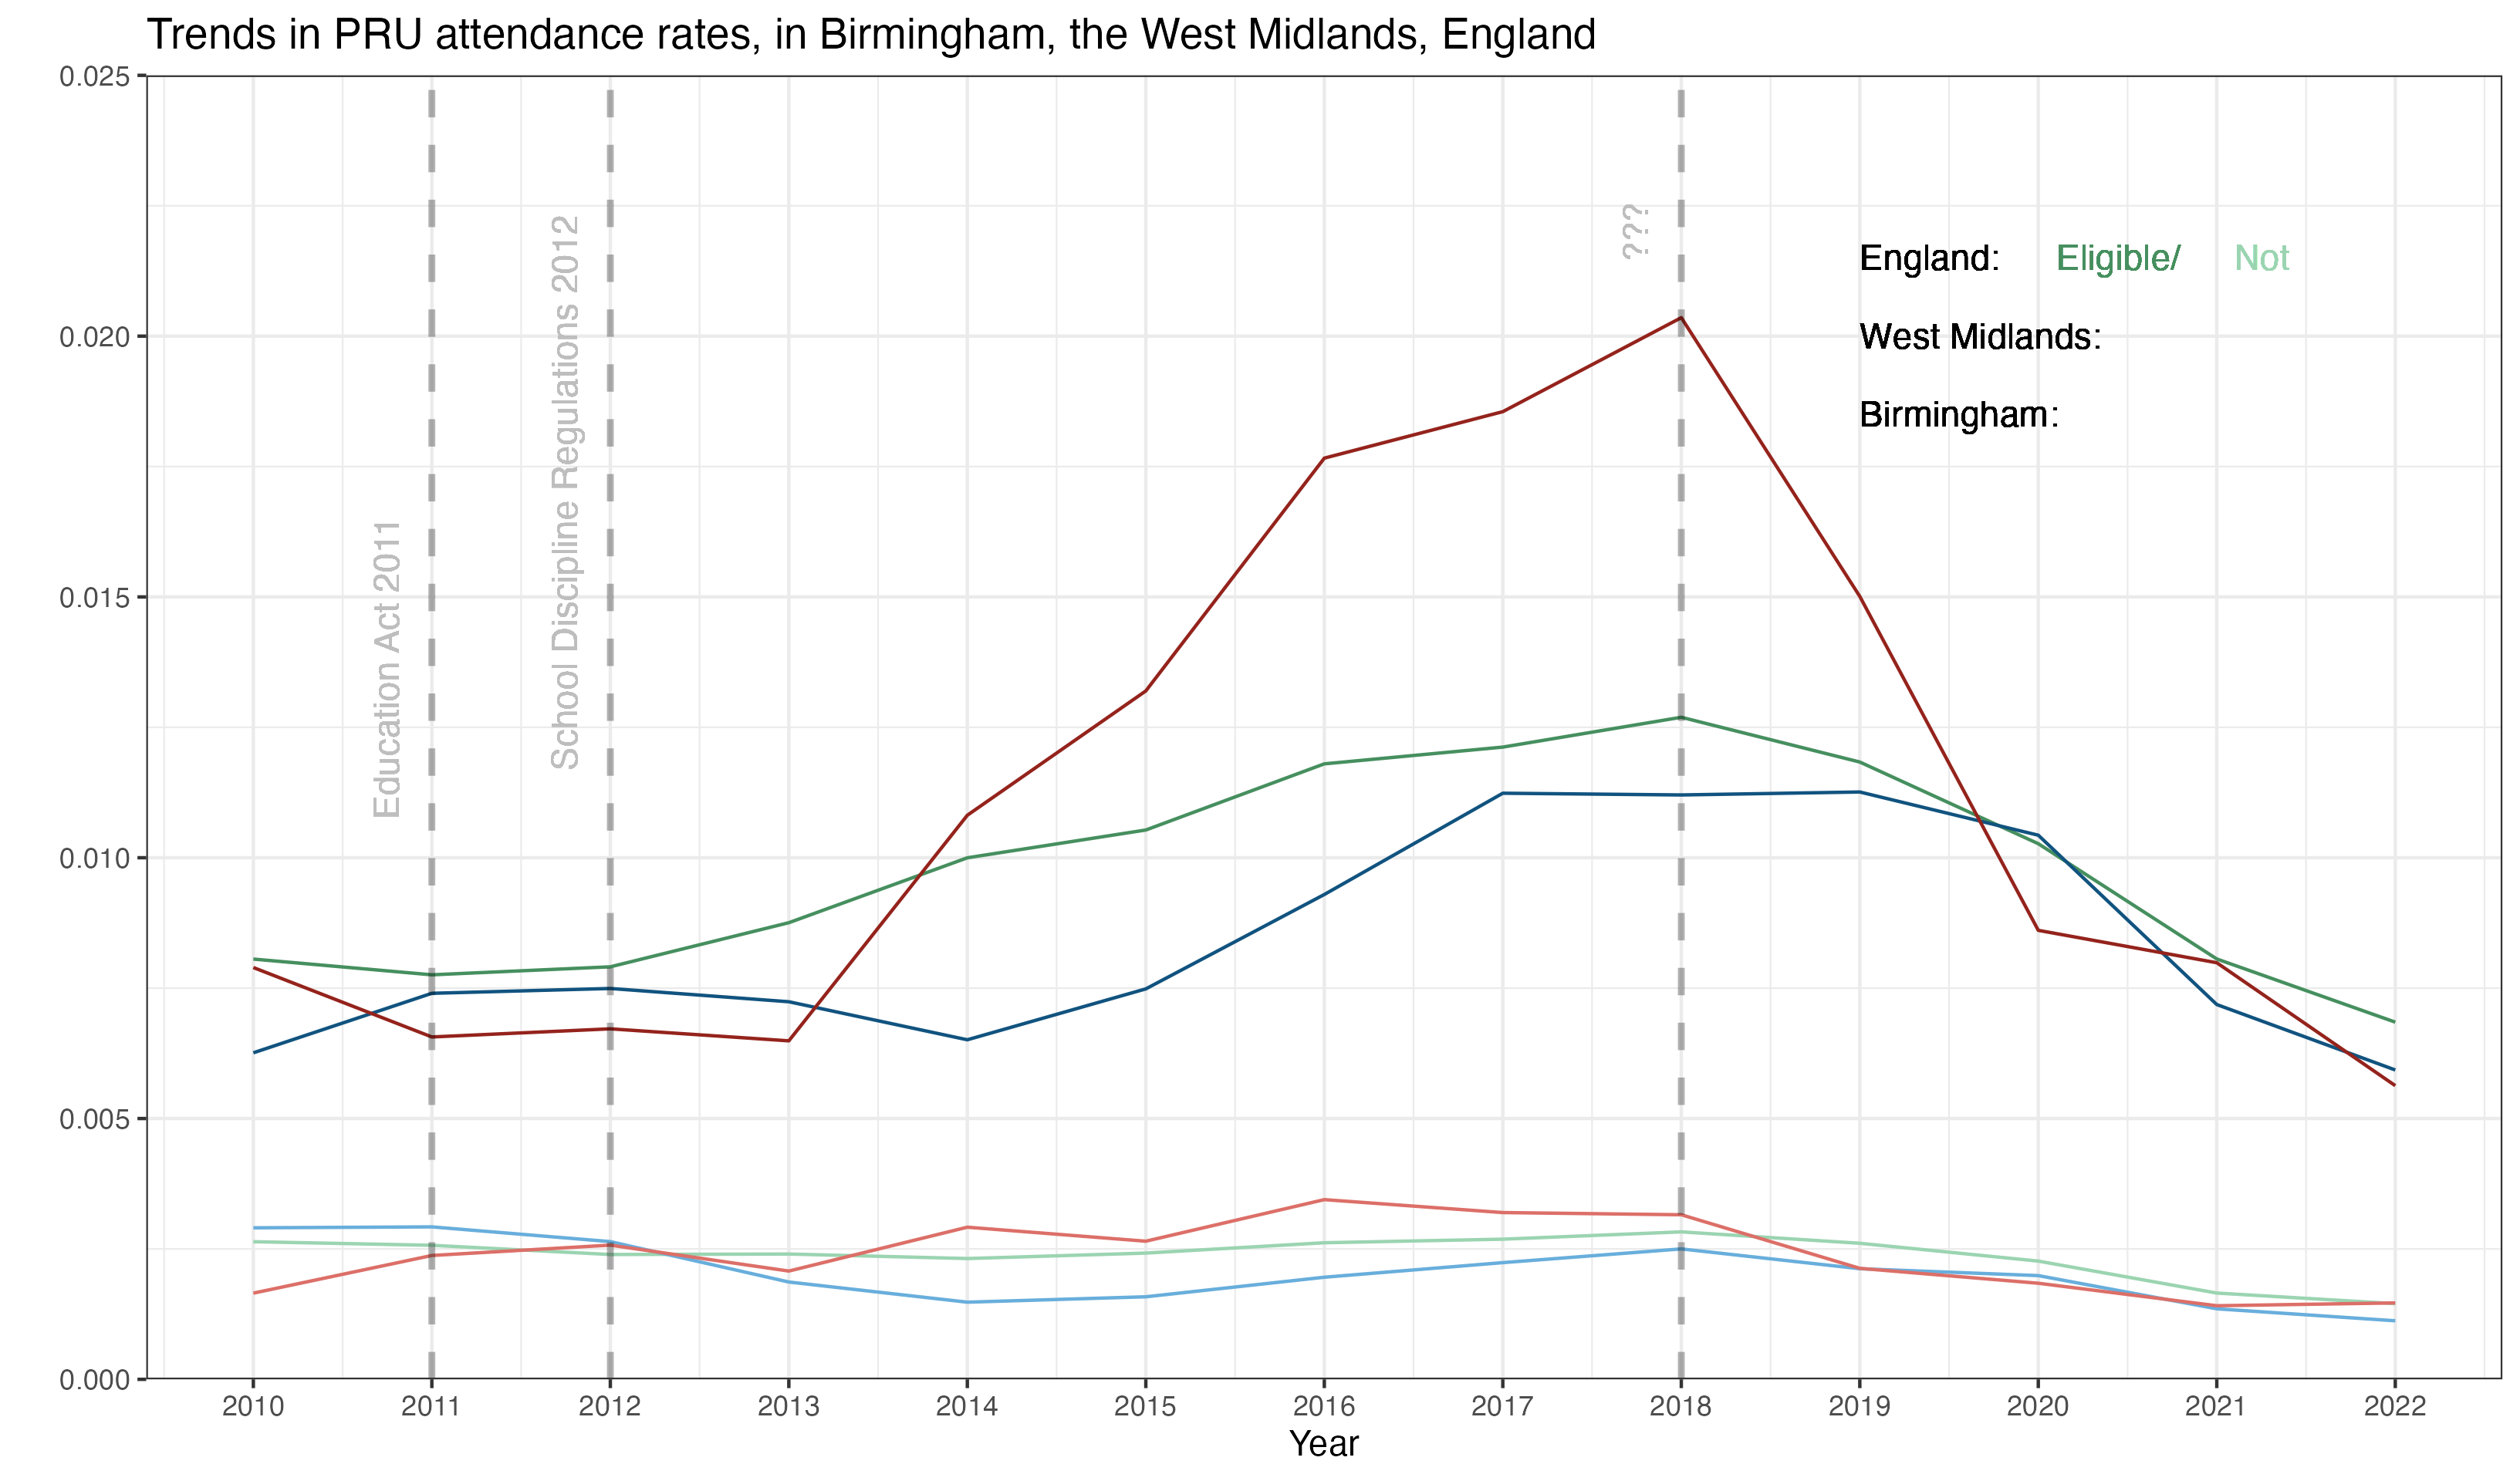 Trends in PRU attendance rates, in Birmingham, the West Midlands, England
0.025
0.020
0.015
0.010
0.005
0.000
Education Act 2011
School Discipline Regulations 2012
???
England: Eligible/ Not
West Midlands:
Birmingham:
2010 2011 2012 2013 2014 2015 2016 2017 2018 2019 2020 2021 2022
Year